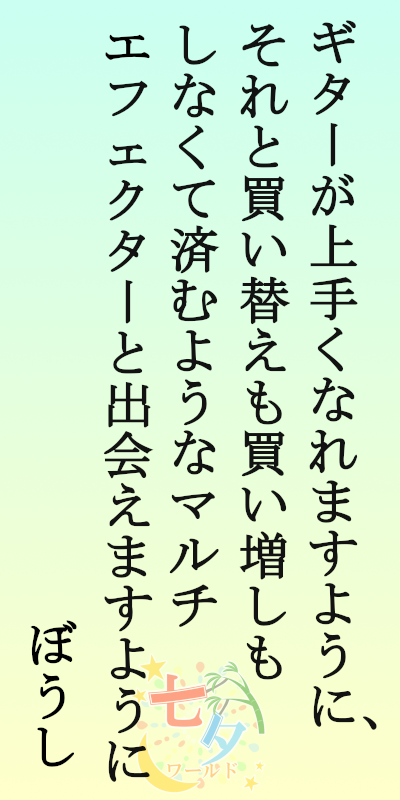 ギターが上手くなれますように、
それと買い替えも買い増しも
しなくて済むようなマルチ
エフェクターと出会えますように
ぼうし
七夕
ワールド